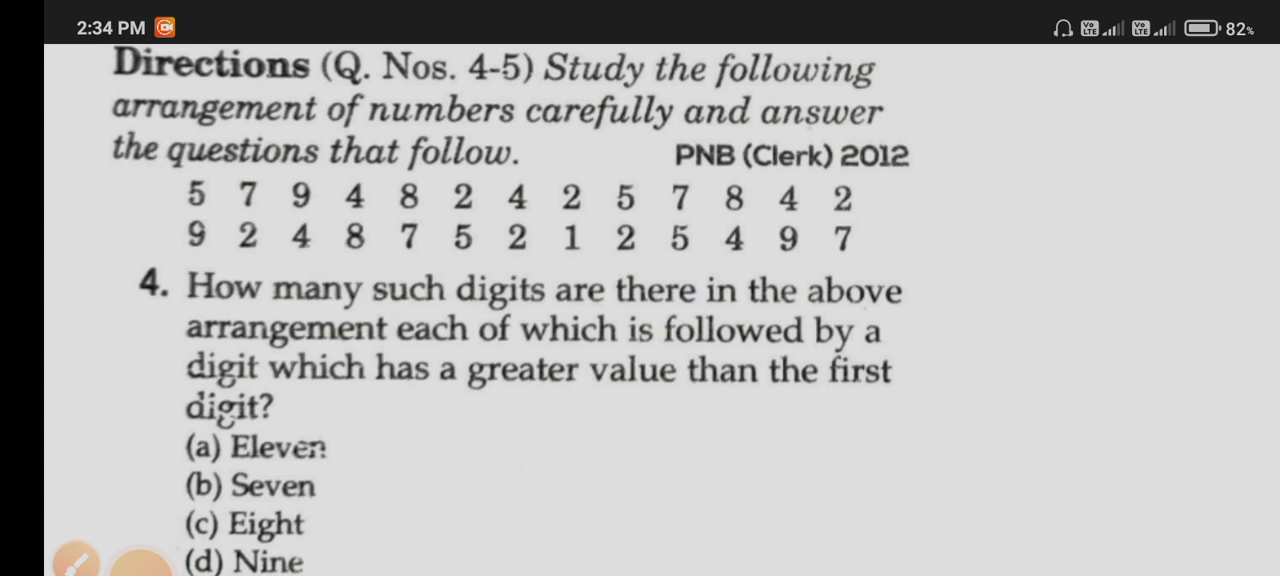 2:34 PM
Vo LTE Vo LTE 82%
Directions (Q. Nos. 4-5) Study the following
arrangement of numbers carefully and answer
the questions that follow. PNB (Clerk) 2012
5 7 9 4 8 2 4 2 5 7 8 4 2
9 2 4 8 7 5 2 1 2 5 4 9 7
4. How many such digits are there in the above
arrangement each of which is followed by a
digit which has a greater value than the first
digit?
(a) Eleven
(b) Seven
(c) Eight
(d) Nine